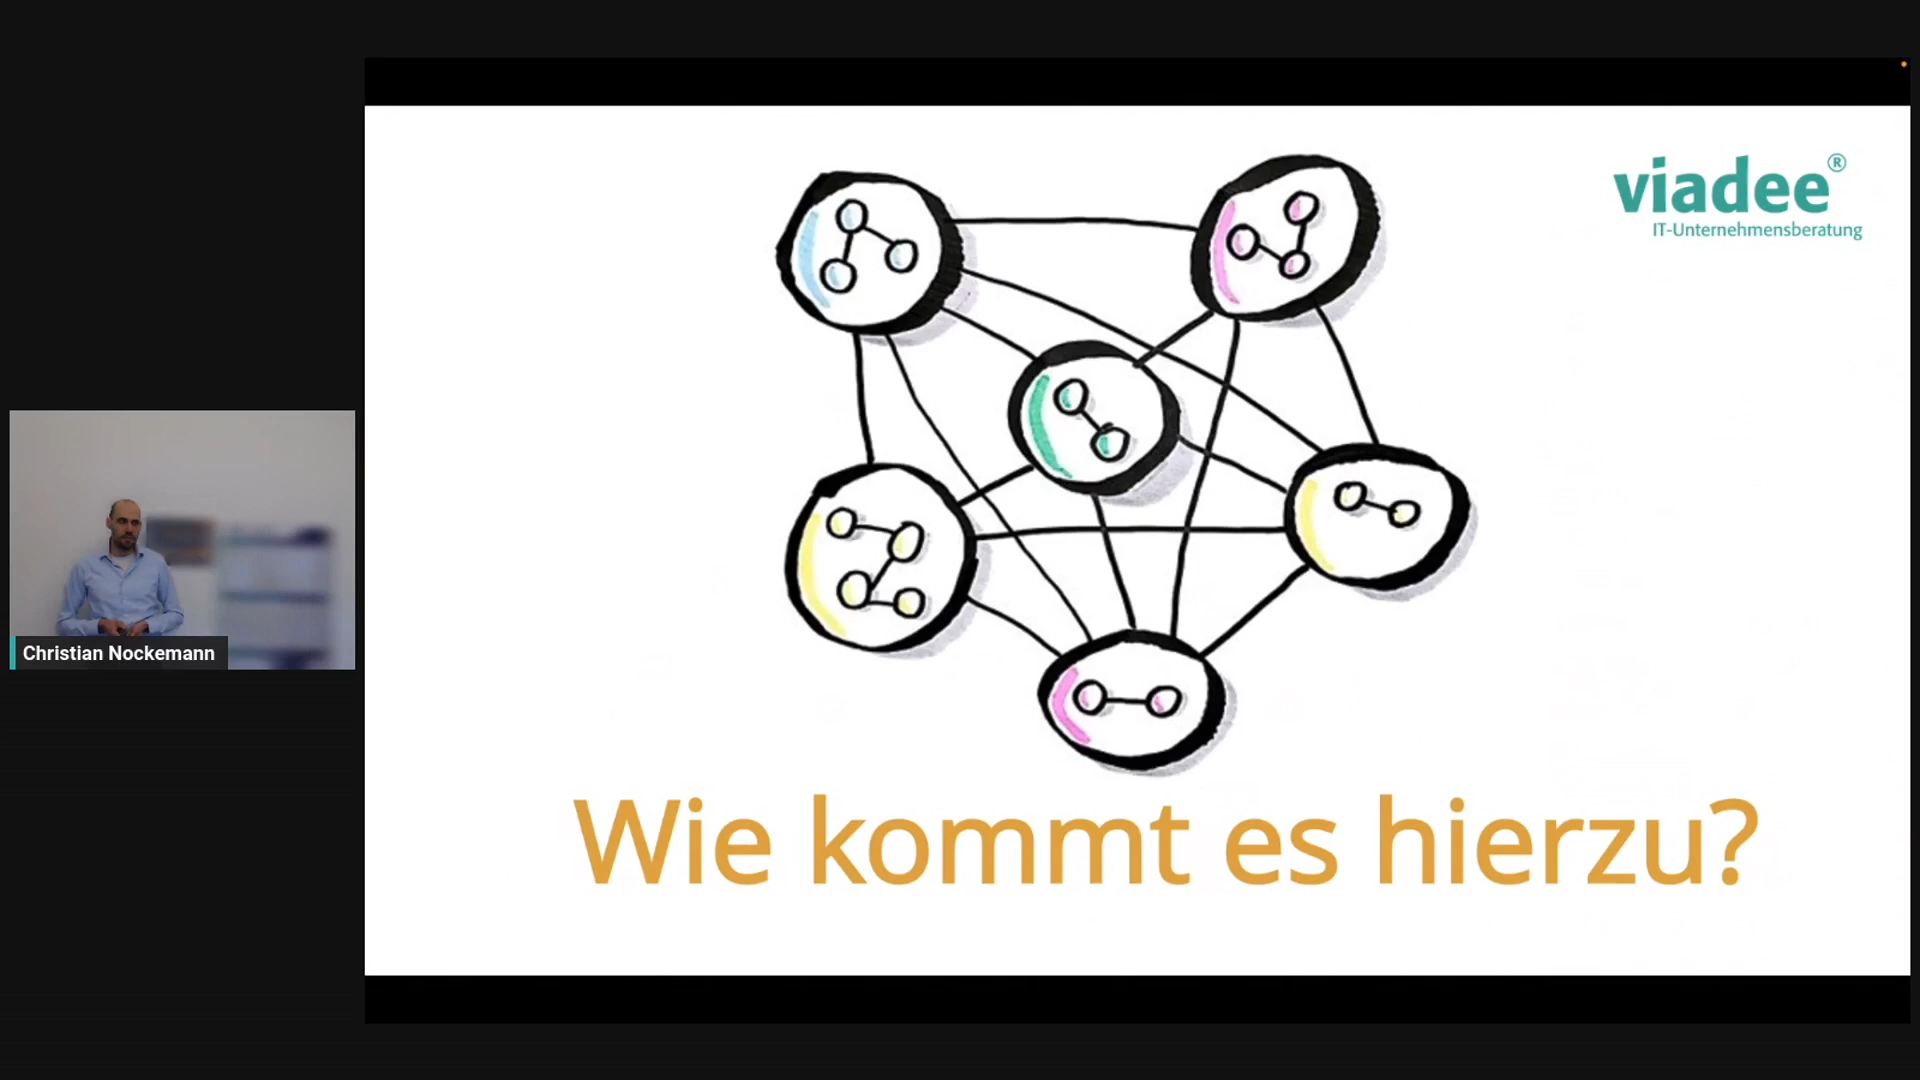 viadee®
IT-Unternehmensberatung
Christian Nockemann
Wie kommt es hierzu?